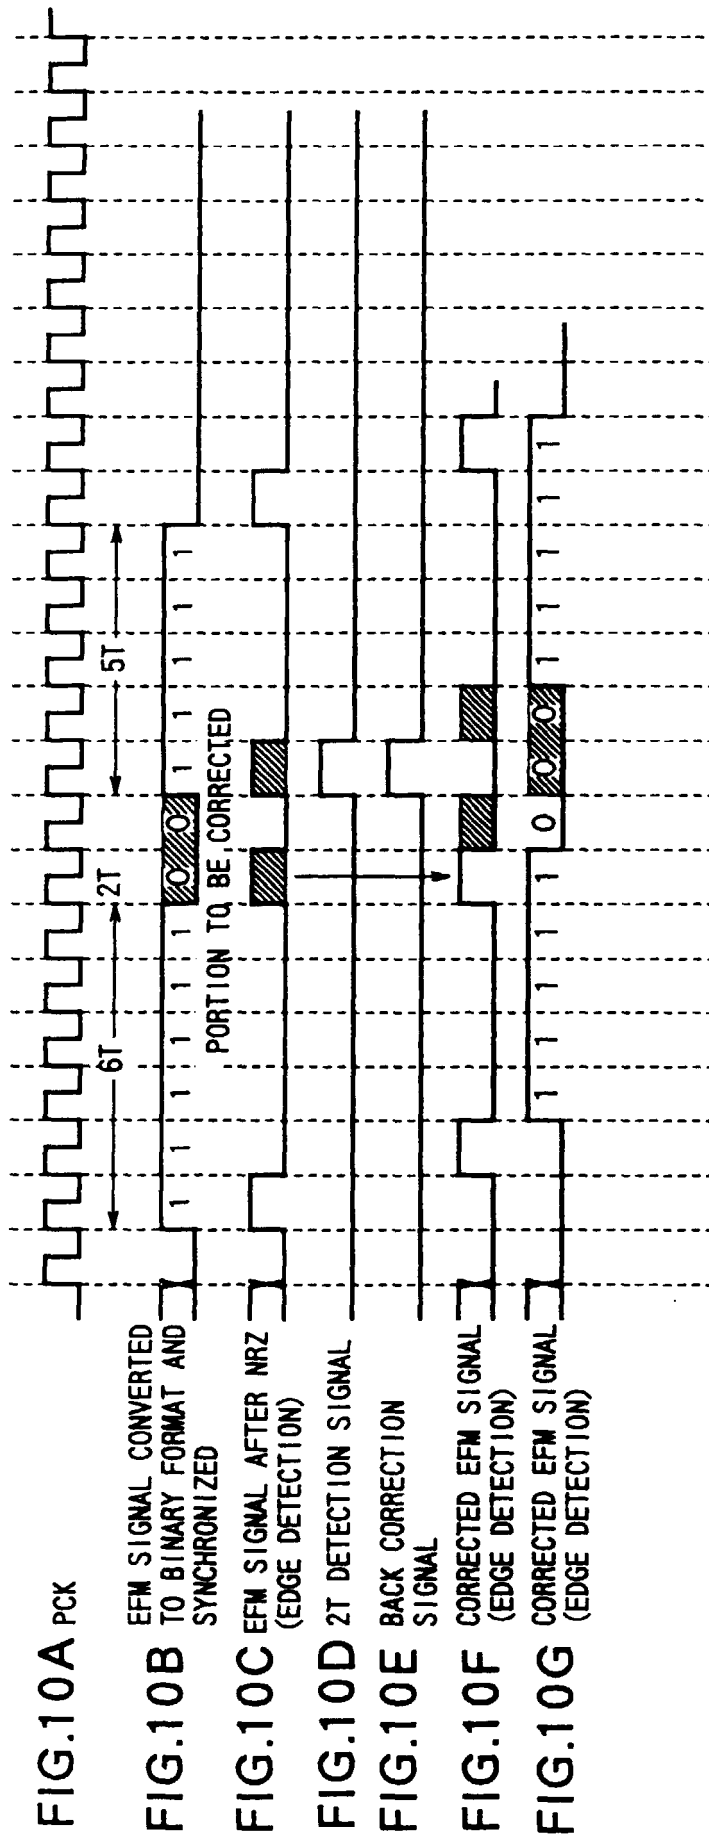 FIG.10A PCK
FIG.10B EFM SIGNAL CONVERTED
TO BINARY FORMAT AND
SYNCHRONIZED
6T 2T 5T
1 1 1 1 1 1 0 0 1 1 1 1 1
PORTION TO BE CORRECTED
FIG.10C EFM SIGNAL AFTER NRZ
(EDGE DETECTION)
FIG.10D 2T DETECTION SIGNAL
FIG.10E BACK CORRECTION
SIGNAL
FIG.10F CORRECTED EFM SIGNAL
(EDGE DETECTION)
FIG.10G CORRECTED EFM SIGNAL
(EDGE DETECTION)
1 1 1 1 1 0 0 0 1 1 1 1 1